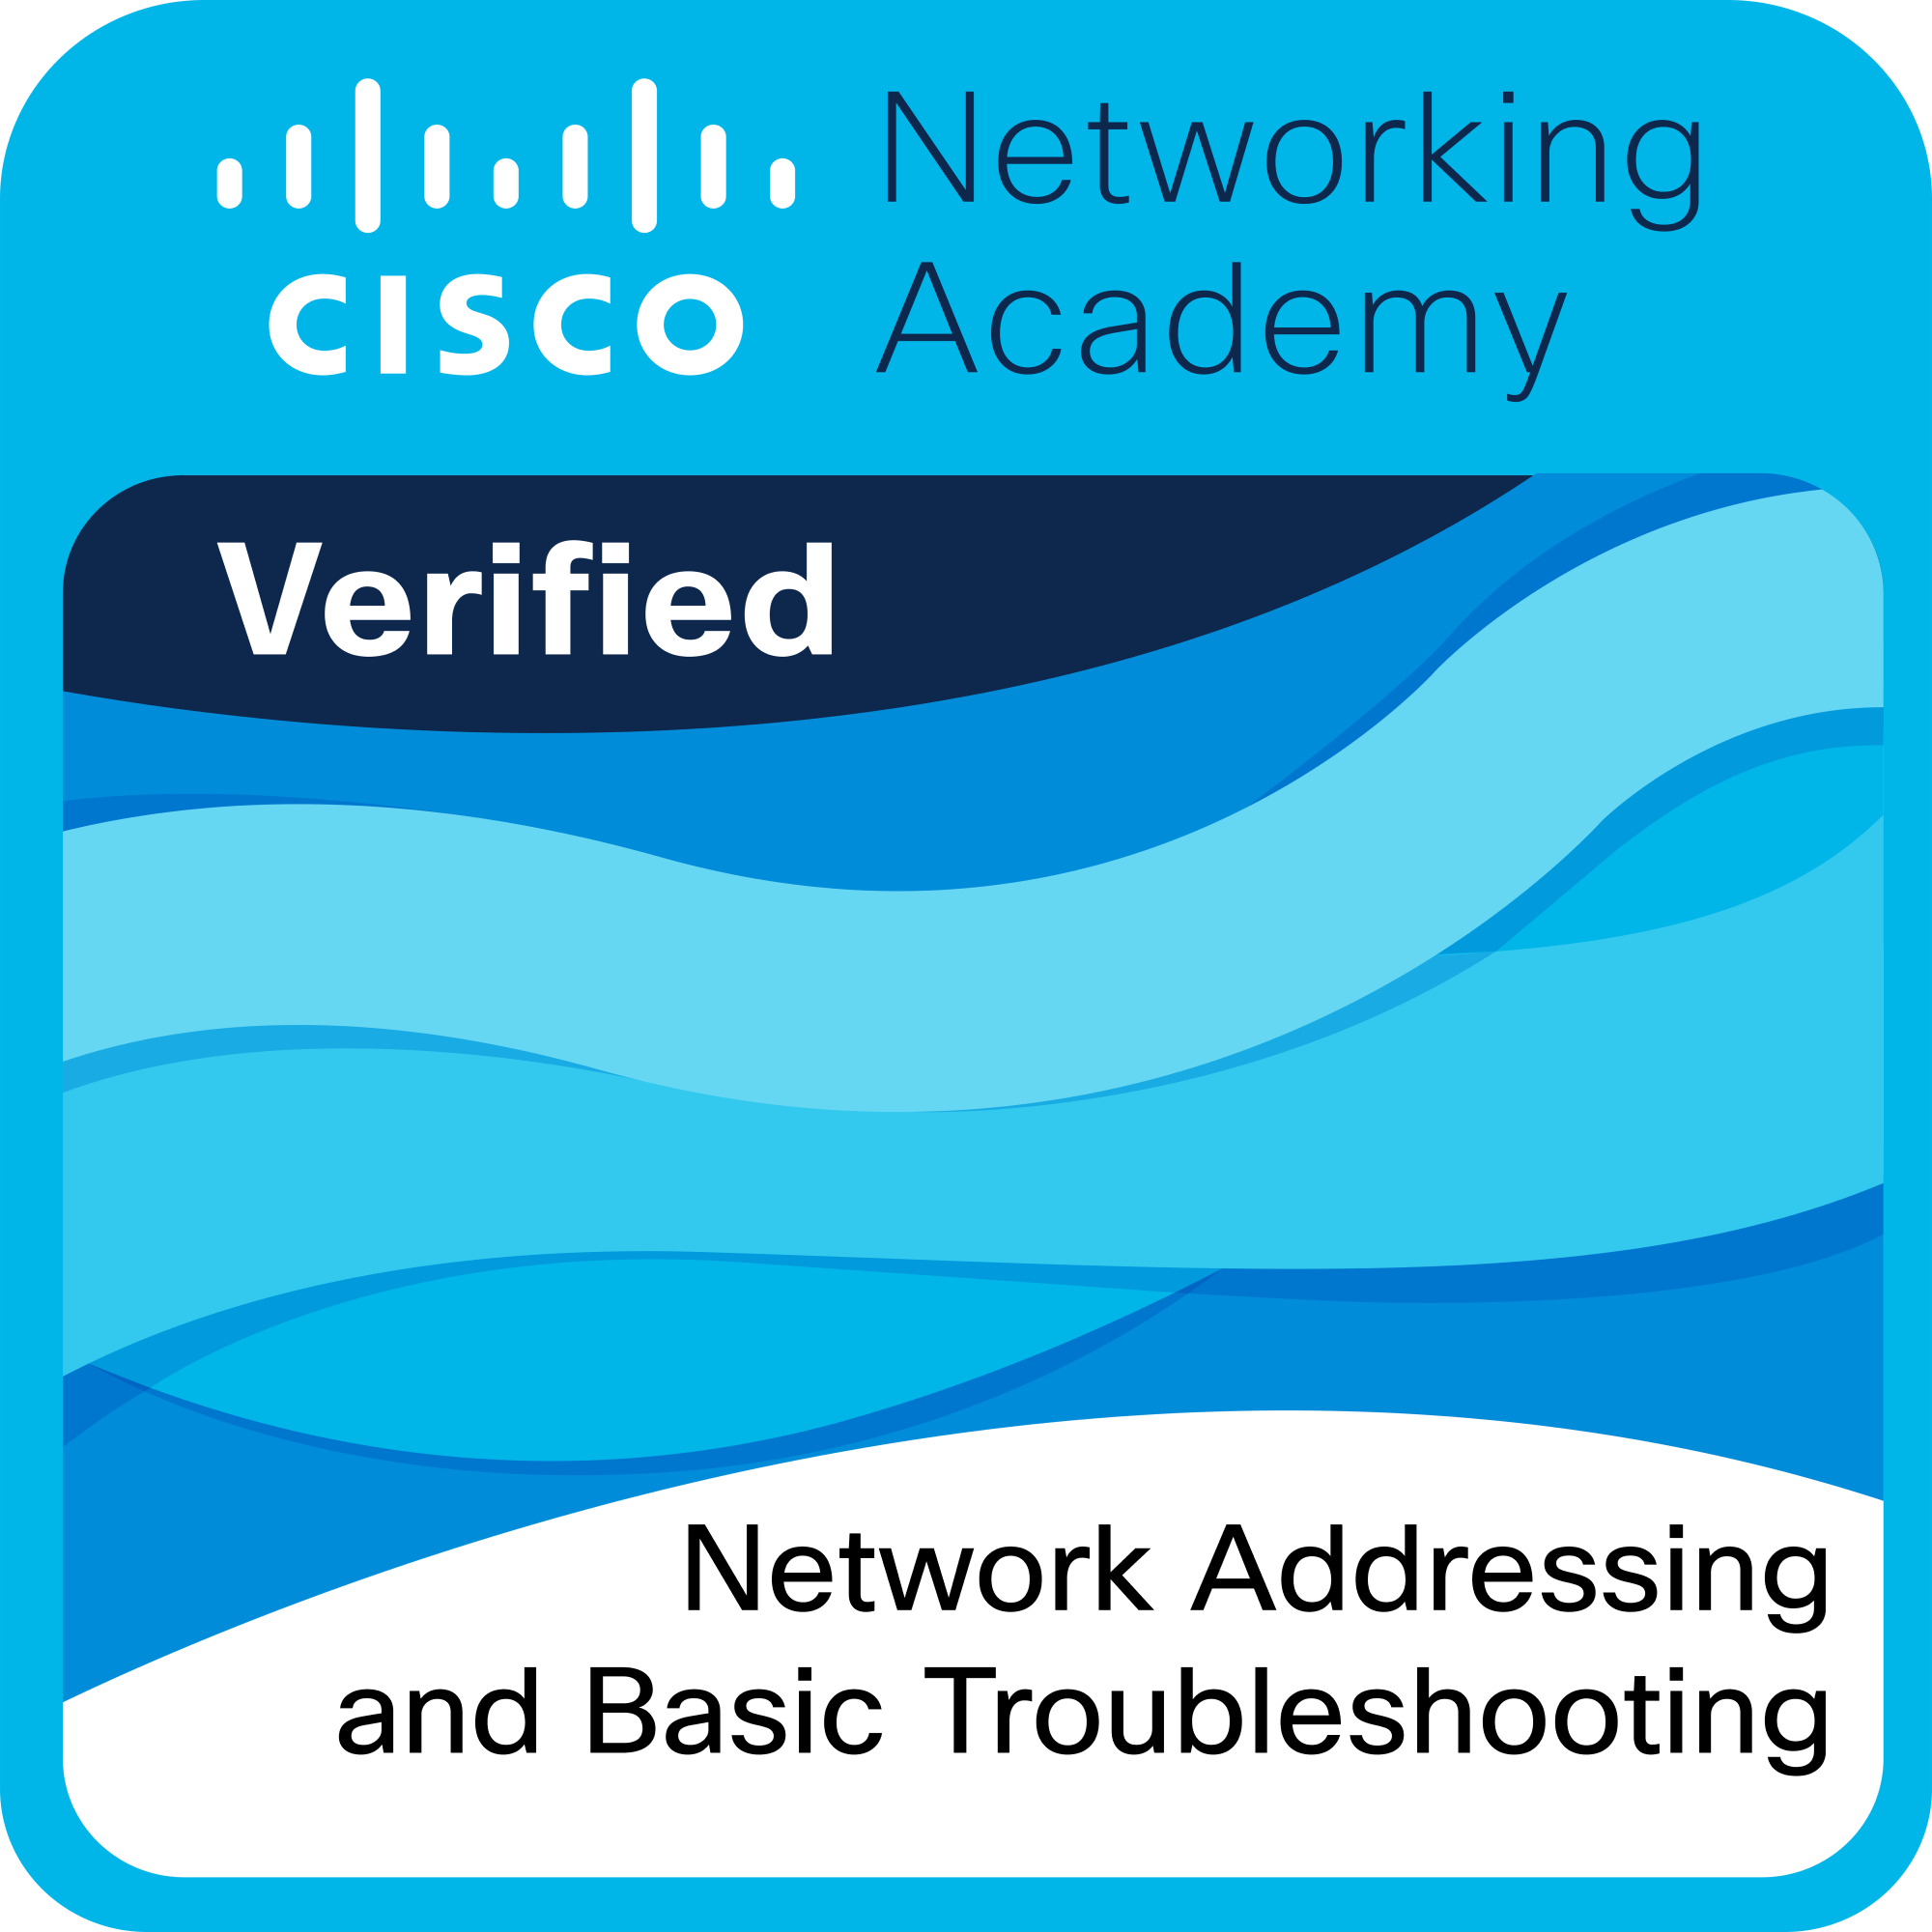 CISCO
Networking
Academy
Verified
Network Addressing
and Basic Troubleshooting